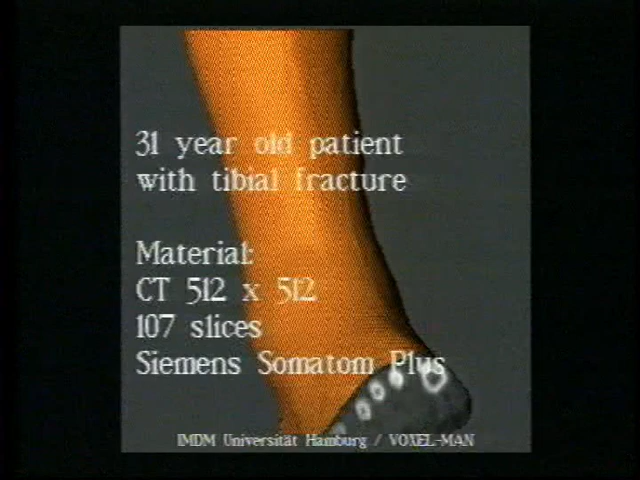 31 year old patient
with tibial fracture
Material:
CT 512 x 512
107 slices
Siemens Somatom Plus
IMDM Universität Hamburg / VOXEL-MAN